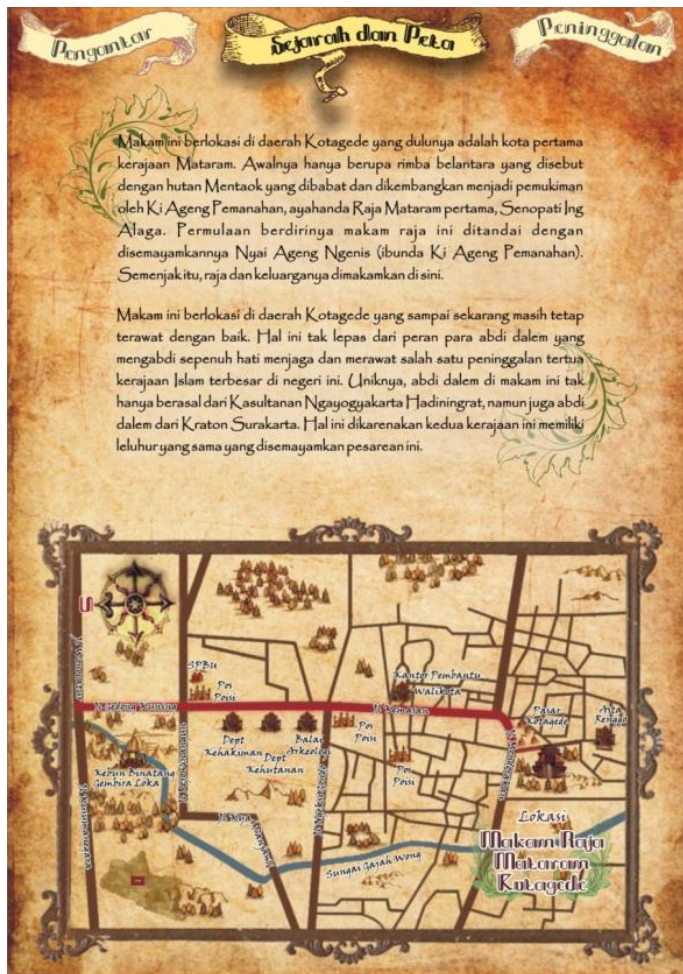 Pengantar
Sejarah dan Peta
Peninggalan
Makam ini berlokasi di daerah Kotagede yang dulunya adalah kota pertama
kerajaan Mataram. Awalnya hanya berupa rimba belantara yang disebut
dengan hutan Mentaok yang dibabat dan dikembangkan menjadi pemukiman
oleh Ki Ageng Pemanahan, ayahanda Raja Mataram pertama, Senopati Ing
Alaga. Permulaan berdirinya makam raja ini ditandai dengan
disemayamkannya Nyai Ageng Ngenis (ibunda Ki Ageng Pemanahan).
Semenjak itu, raja dan keluarganya dimakamkan di sini.
Makam ini berlokasi di daerah Kotagede yang sampai sekarang masih tetap
terawat dengan baik. Hal ini tak lepas dari peran para abdi dalem yang
mengabdi sepenuh hati menjaga dan merawat salah satu peninggalan tertua
kerajaan Islam terbesar di negeri ini. Uniknya, abdi dalem di makam ini tak
hanya berasal dari Kasultanan Ngayogyakarta Hadiningrat, namun juga abdi
dalem dari Kraton Surakarta. Hal ini dikarenakan kedua kerajaan ini memiliki
leluhur yang sama yang disemayamkan pesarean ini.
SPBU
Pos
Poisi
Kantor Pembantu
Walikota
Jl Gedong Kuning
Jl Kemasan
Pasar
Kotagede
Dept
Kehakiman
Dept
Kehutanan
Balai
Arkeologi
Pos
Poisi
Pos
Poisi
Kebun Binatang
Gembira Loka
Sungai Gajah Wong
Lokasi
Makam Raja
Mataram
Kotagede